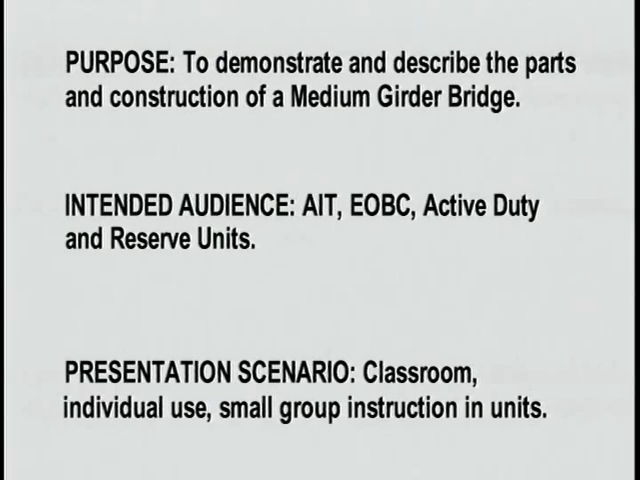 PURPOSE: To demonstrate and describe the parts
and construction of a Medium Girder Bridge.
INTENDED AUDIENCE: AIT, EOBC, Active Duty
and Reserve Units.
PRESENTATION SCENARIO: Classroom,
individual use, small group instruction in units.